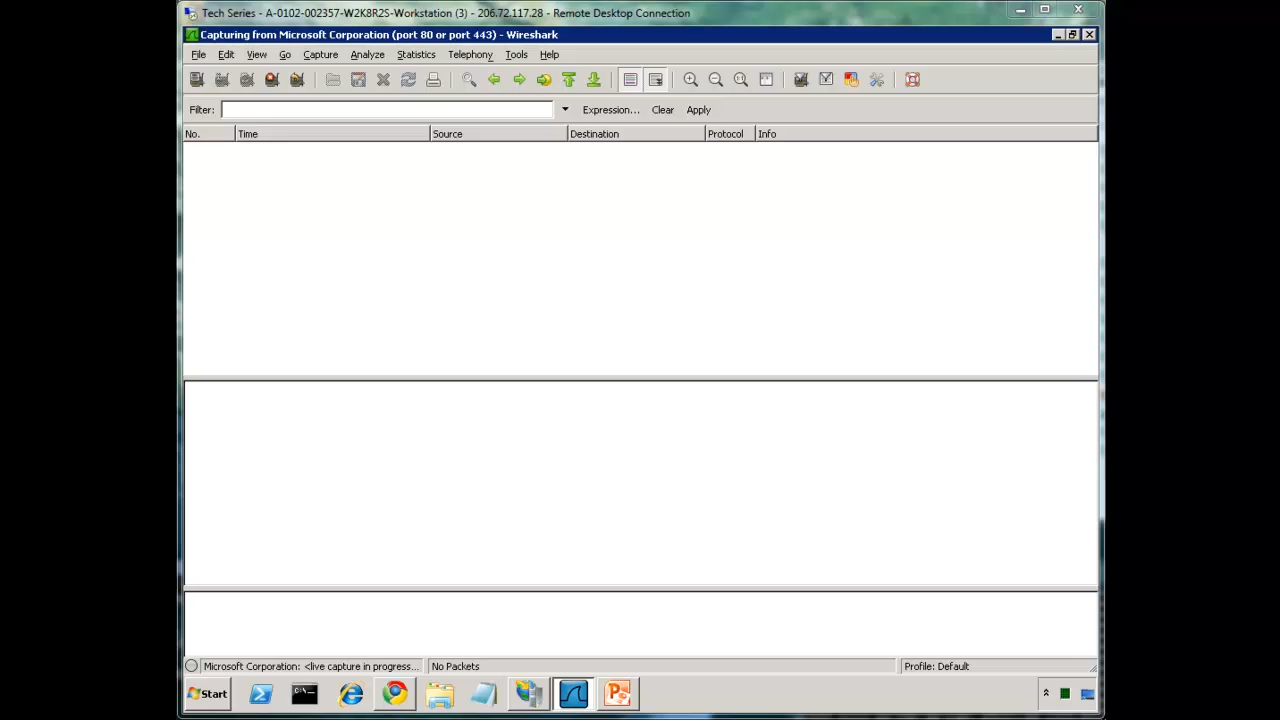 Tech Series - A-0102-002357-W2K8R2S-Workstation (3) - 206.72.117.28 - Remote Desktop Connection
Capturing from Microsoft Corporation (port 80 or port 443) - Wireshark
File Edit View Go Capture Analyze Statistics Telephony Tools Help
Filter: Expression... Clear Apply
No. Time Source Destination Protocol Info
Microsoft Corporation: <live capture in progress... No Packets Profile: Default
Start